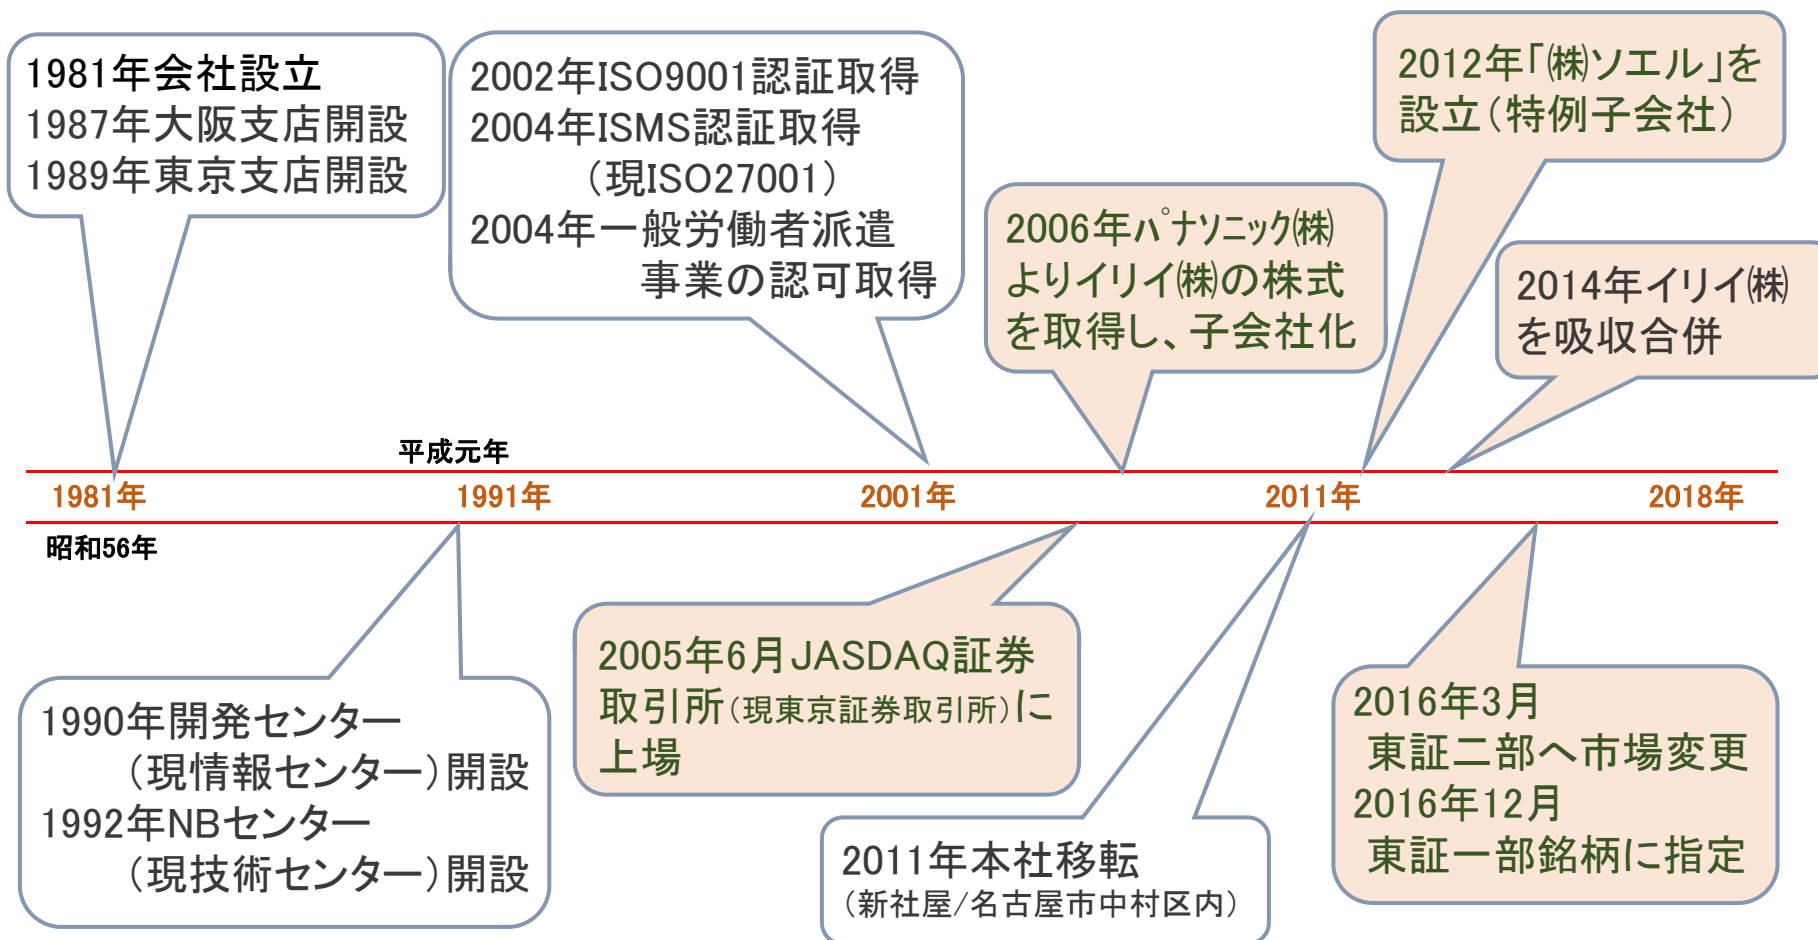 1981年会社設立
1987年大阪支店開設
1989年東京支店開設
2002年ISO9001認証取得
2004年ISMS認証取得
（現ISO27001）
2004年一般労働者派遣
事業の認可取得
2006年ﾊﾟﾅｿﾆｯｸ㈱
よりイリイ㈱の株式
を取得し、子会社化
2012年｢㈱ソエル｣を
設立（特例子会社）
2014年イリイ㈱
を吸収合併
平成元年
1981年
1991年
2001年
2011年
2018年
昭和56年
1990年開発センター
（現情報センター）開設
1992年NBセンター
（現技術センター）開設
2005年6月JASDAQ証券
取引所（現東京証券取引所）に
上場
2011年本社移転
（新社屋/名古屋市中村区内）
2016年3月
東証二部へ市場変更
2016年12月
東証一部銘柄に指定